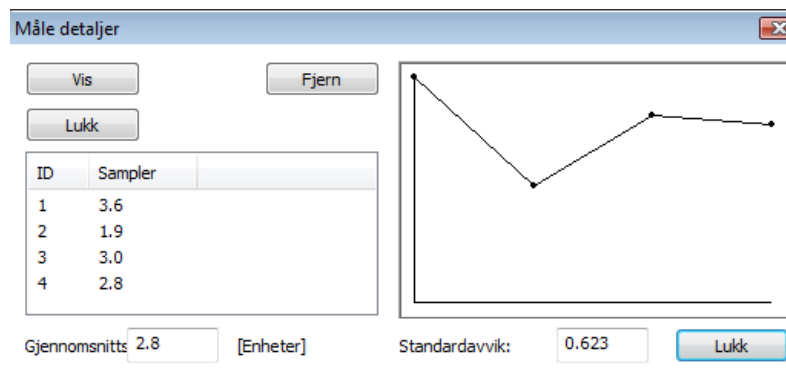 Måle detaljer
Vis
Fjern
Lukk
ID Sampler
1 3.6
2 1.9
3 3.0
4 2.8
Gjennomsnitts 2.8 [Enheter]
Standardavvik: 0.623 Lukk